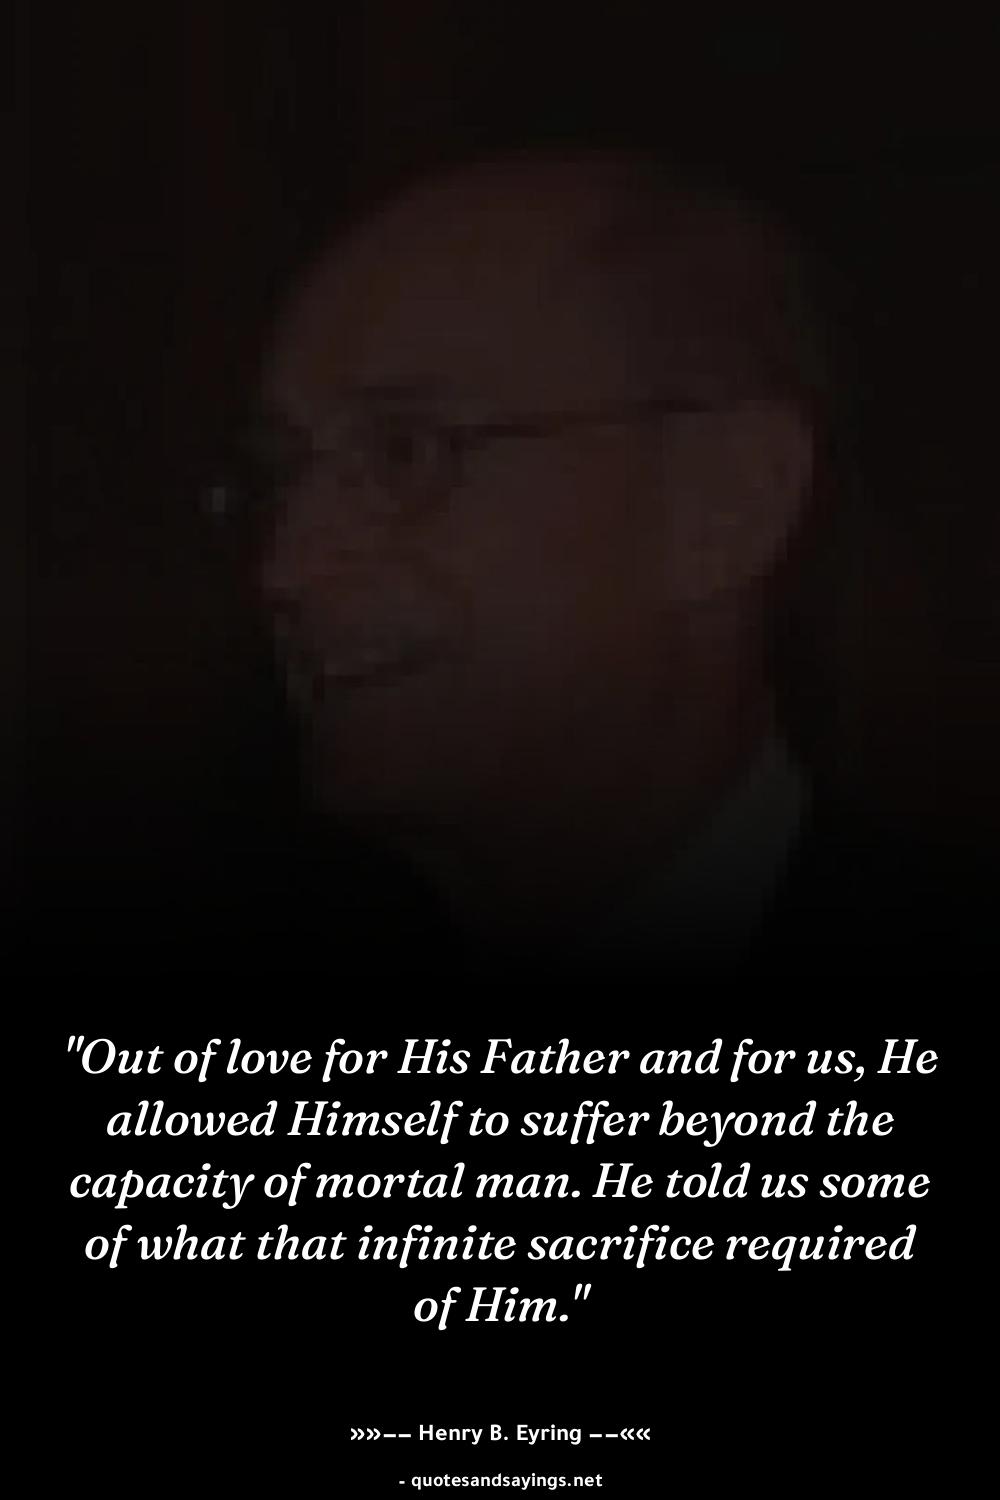 "Out of love for His Father and for us, He
allowed Himself to suffer beyond the
capacity of mortal man. He told us some
of what that infinite sacrifice required
of Him."
»»−− Henry B. Eyring −−««
- quotesandsayings.net